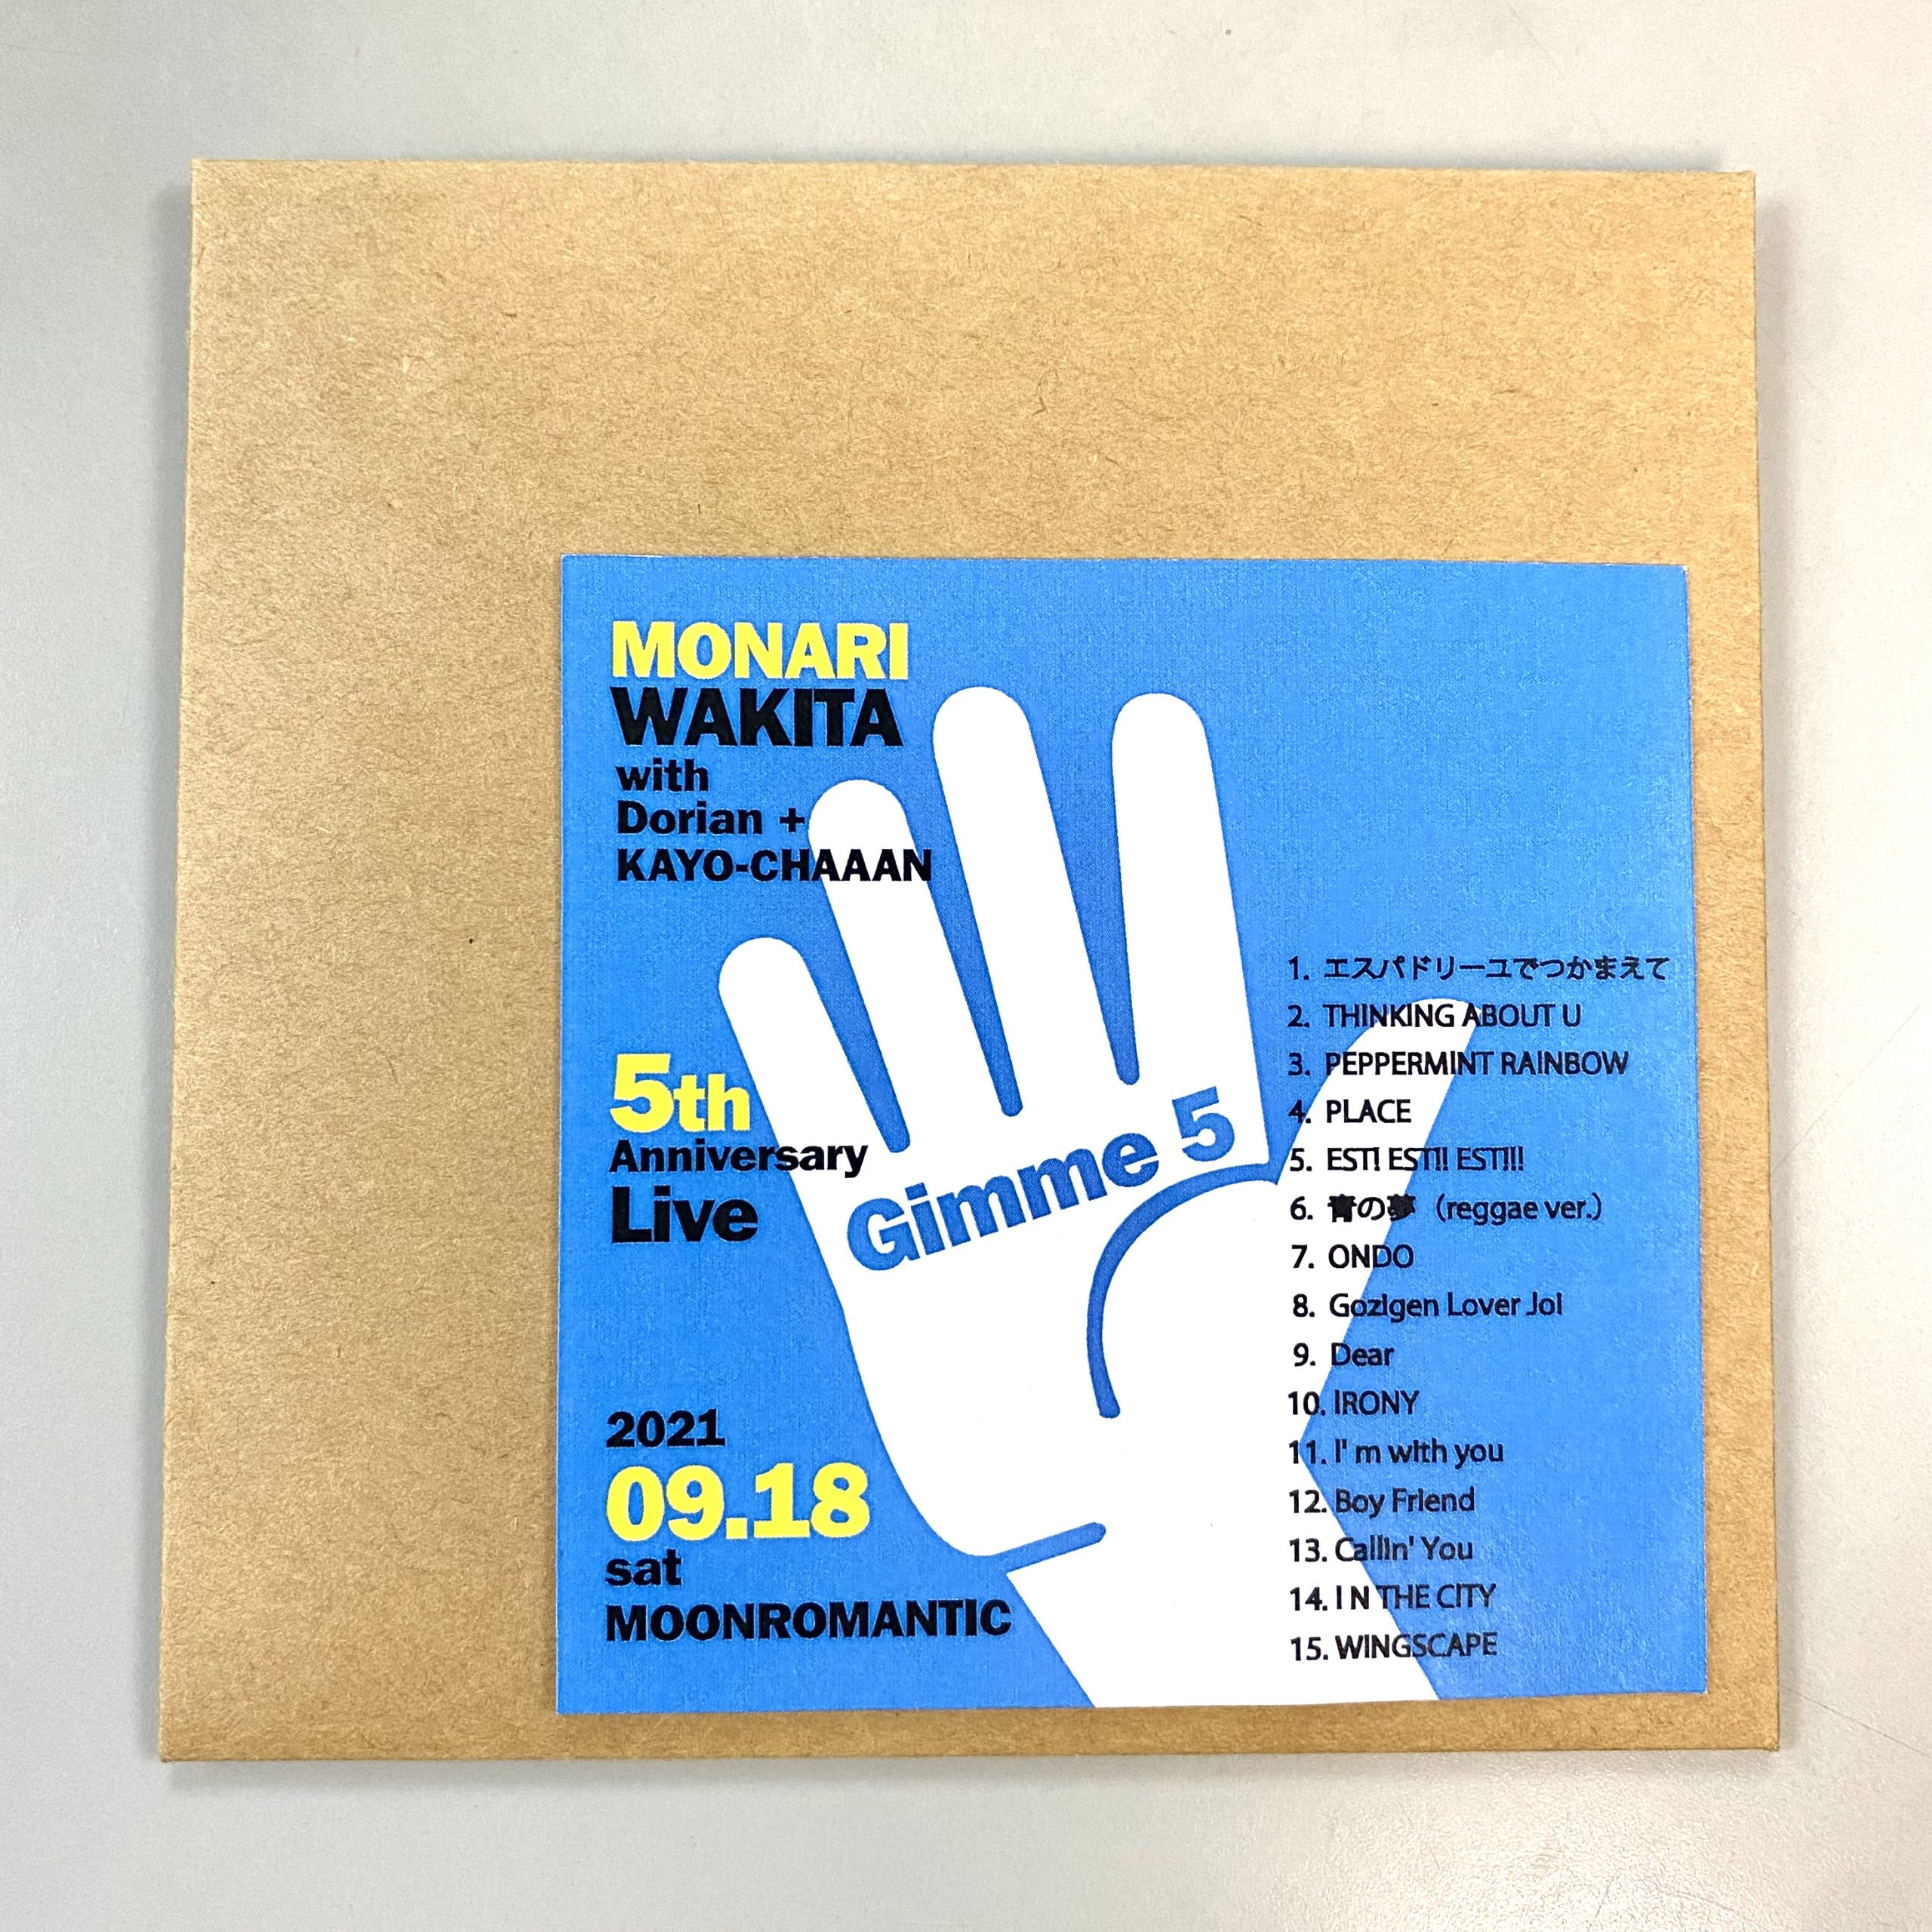 MONARI
WAKITA
with
Dorian +
KAYO-CHAAAN
5th
Anniversary
Live
Gimme 5
2021
09.18
sat
MOONROMANTIC
1. エスパドリーユでつかまえて
2. THINKING ABOUT U
3. PEPPERMINT RAINBOW
4. PLACE
5. EST! EST!! EST!!!
6. 青の夢（reggae ver.）
7. ONDO
8. Gozigen Lover Joi
9. Dear
10. IRONY
11. I' m with you
12. Boy Friend
13. Callin' You
14. I N THE CITY
15. WINGSCAPE